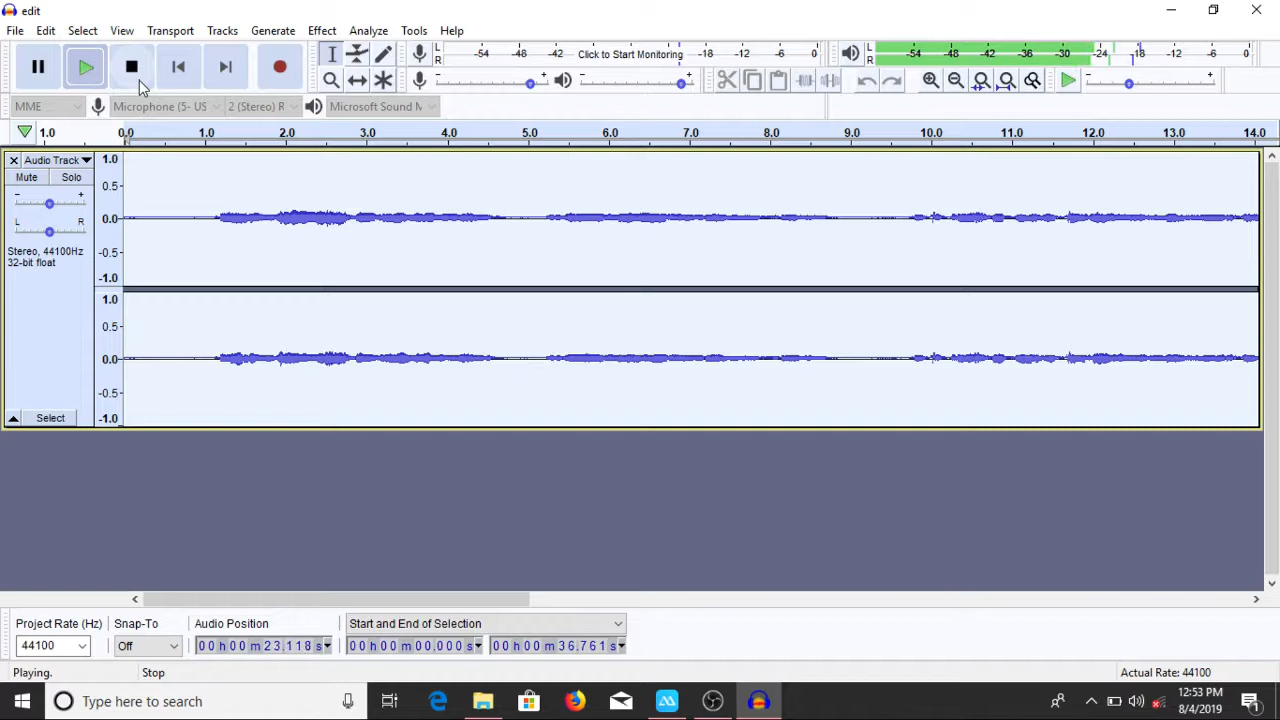 edit
File Edit Select View Transport Tracks Generate Effect Analyze Tools Help
L R -54 -48 Click to Start Monitoring -18 -12 -6 0 L R -54 -48 -42 -36 -30 -24 -18 -12 -6 0
- + - + - +
MME Microphone (5- US 2 (Stereo) R Microsoft Sound M
1.0 0.0 1.0 2.0 3.0 4.0 5.0 6.0 7.0 8.0 9.0 10.0 11.0 12.0 13.0 14.0
Audio Track 1.0
Mute Solo 0.5
- +
0.0
L R
Stereo, 44100Hz -0.5
32-bit float
-1.0
1.0
0.5
0.0
-0.5
Select -1.0
Project Rate (Hz) Snap-To Audio Position Start and End of Selection
44100 Off 00 h 00 m 23.118 s 00 h 00 m 00.000 s 00 h 00 m 36.761 s
Playing. Stop Actual Rate: 44100
Type here to search 12:53 PM
8/4/2019 1